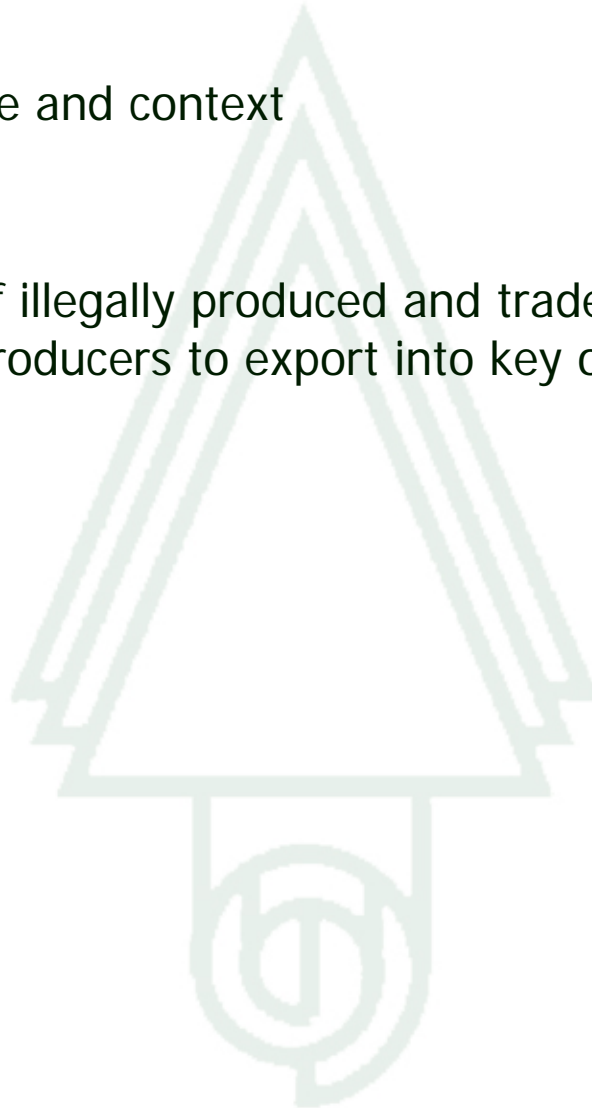 e and context
f illegally produced and trade
roducers to export into key c